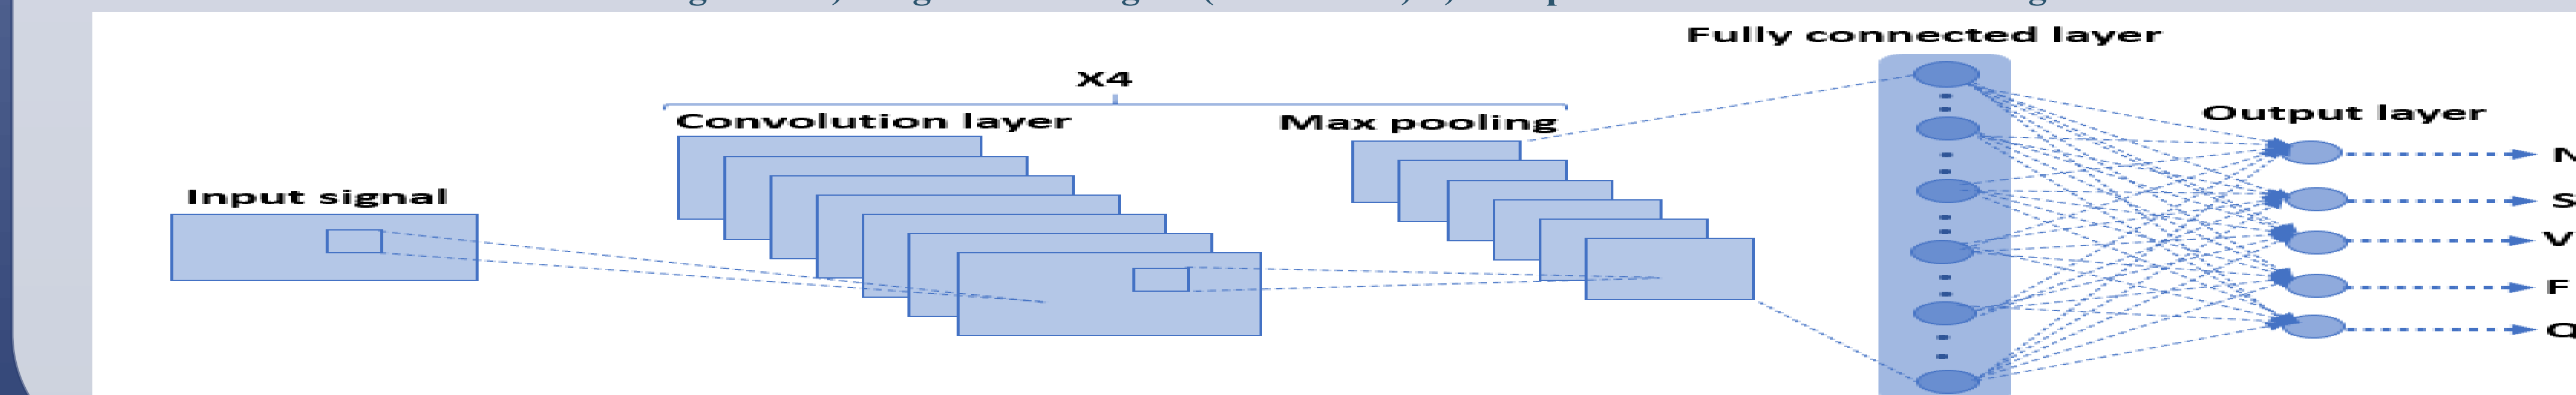 Fully connected layer
X4
Convolution layer
Max pooling
Output layer
Input signal
N
S
V
F
Q